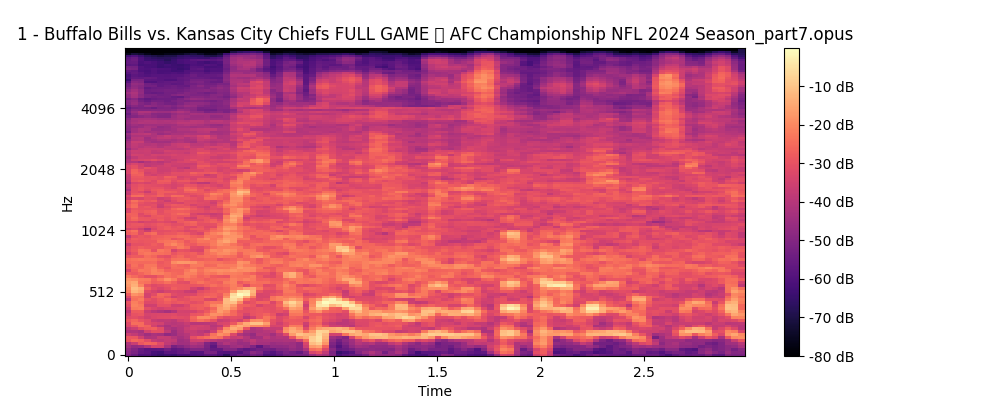 1 - Buffalo Bills vs. Kansas City Chiefs FULL GAME ▯ AFC Championship NFL 2024 Season_part7.opus
Hz
4096
2048
1024
512
0
0
0.5
1
1.5
2
2.5
Time
-10 dB
-20 dB
-30 dB
-40 dB
-50 dB
-60 dB
-70 dB
-80 dB